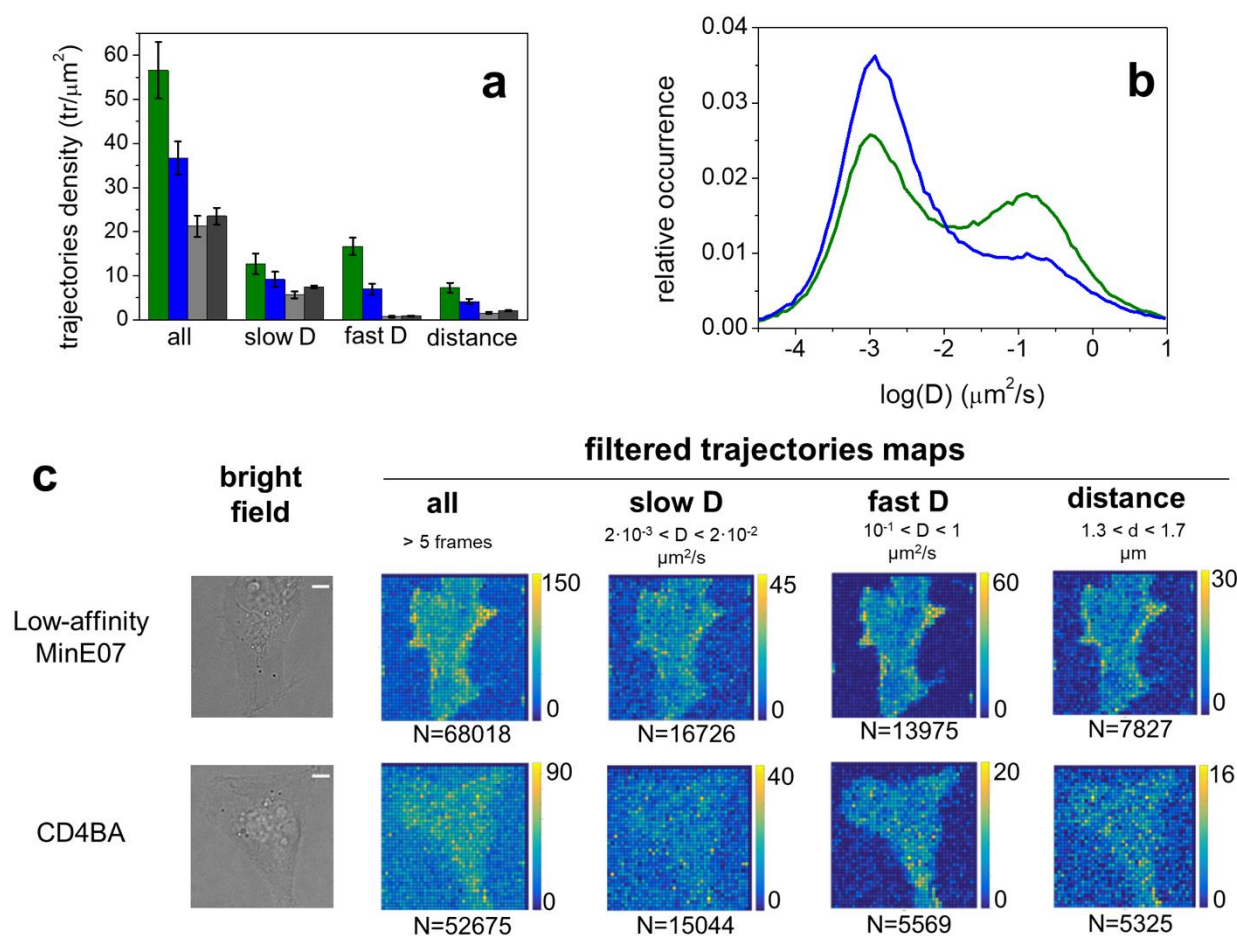 a
trajectories density (tr/μm²)
60
50
40
30
20
10
0
all
slow D
fast D
distance
b
relative occurrence
0.04
0.03
0.02
0.01
0.00
-4
-3
-2
-1
0
1
log(D) (μm²/s)
c
bright
field
filtered trajectories maps
all
> 5 frames
slow D
2·10⁻³ < D < 2·10⁻²
μm²/s
fast D
10⁻¹ < D < 1
μm²/s
distance
1.3 < d < 1.7
μm
Low-affinity
MinE07
150
0
N=68018
45
0
N=16726
60
0
N=13975
30
0
N=7827
CD4BA
90
0
N=52675
40
0
N=15044
20
0
N=5569
16
0
N=5325